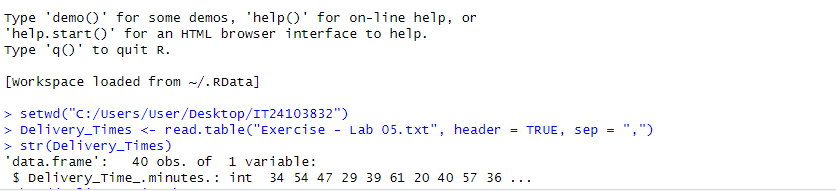 Type 'demo()' for some demos, 'help()' for on-line help, or
'help.start()' for an HTML browser interface to help.
Type 'q()' to quit R.
[Workspace loaded from ~/.RData]
> setwd("C:/Users/User/Desktop/IT24103832")
> Delivery_Times <- read.table("Exercise - Lab 05.txt", header = TRUE, sep = ",")
> str(Delivery_Times)
'data.frame':   40 obs. of  1 variable:
 $ Delivery_Time_.minutes.: int  34 54 47 29 39 61 20 40 57 36 ...